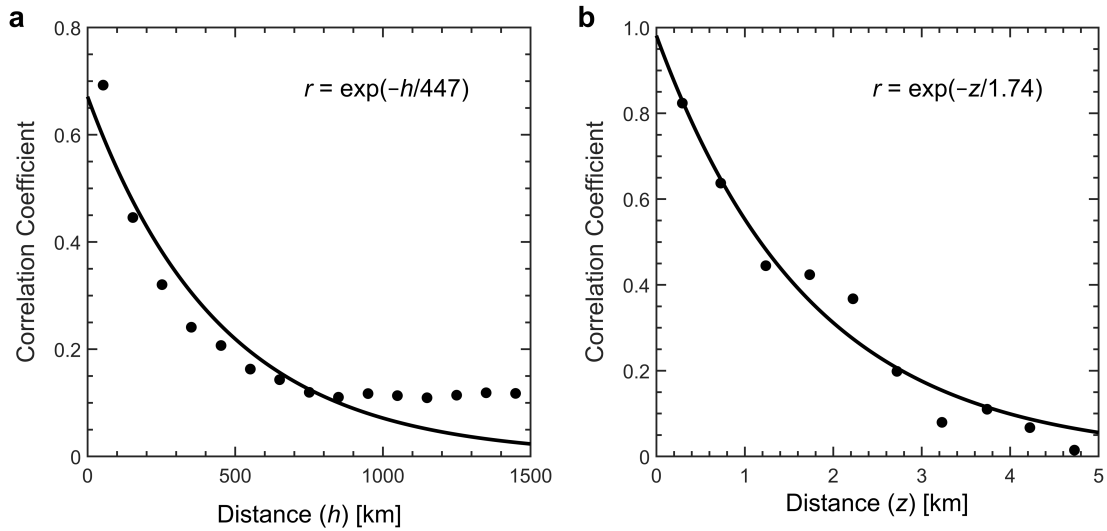 a
0.8
0.6
0.4
0.2
0
0
500
1000
1500
Correlation Coefficient
Distance (h) [km]
r = exp(−h/447)
b
1.0
0.8
0.6
0.4
0.2
0.0
0
1
2
3
4
5
Correlation Coefficient
Distance (z) [km]
r = exp(−z/1.74)